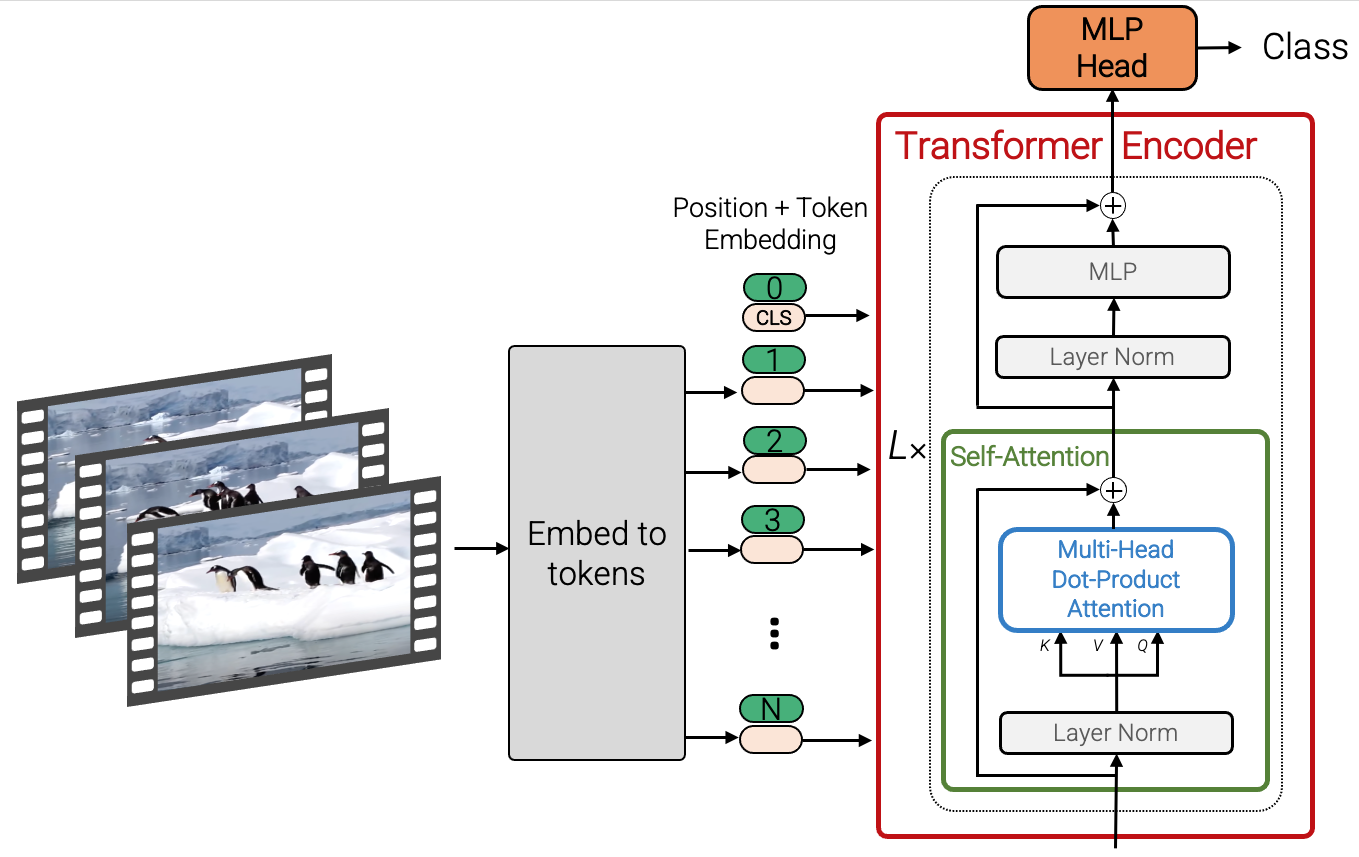 MLP
Head
Class
Transformer Encoder
Position + Token
Embedding
0
CLS
1
2
3
N
Embed to
tokens
L×
MLP
Layer Norm
Self-Attention
Multi-Head
Dot-Product
Attention
K V Q
Layer Norm